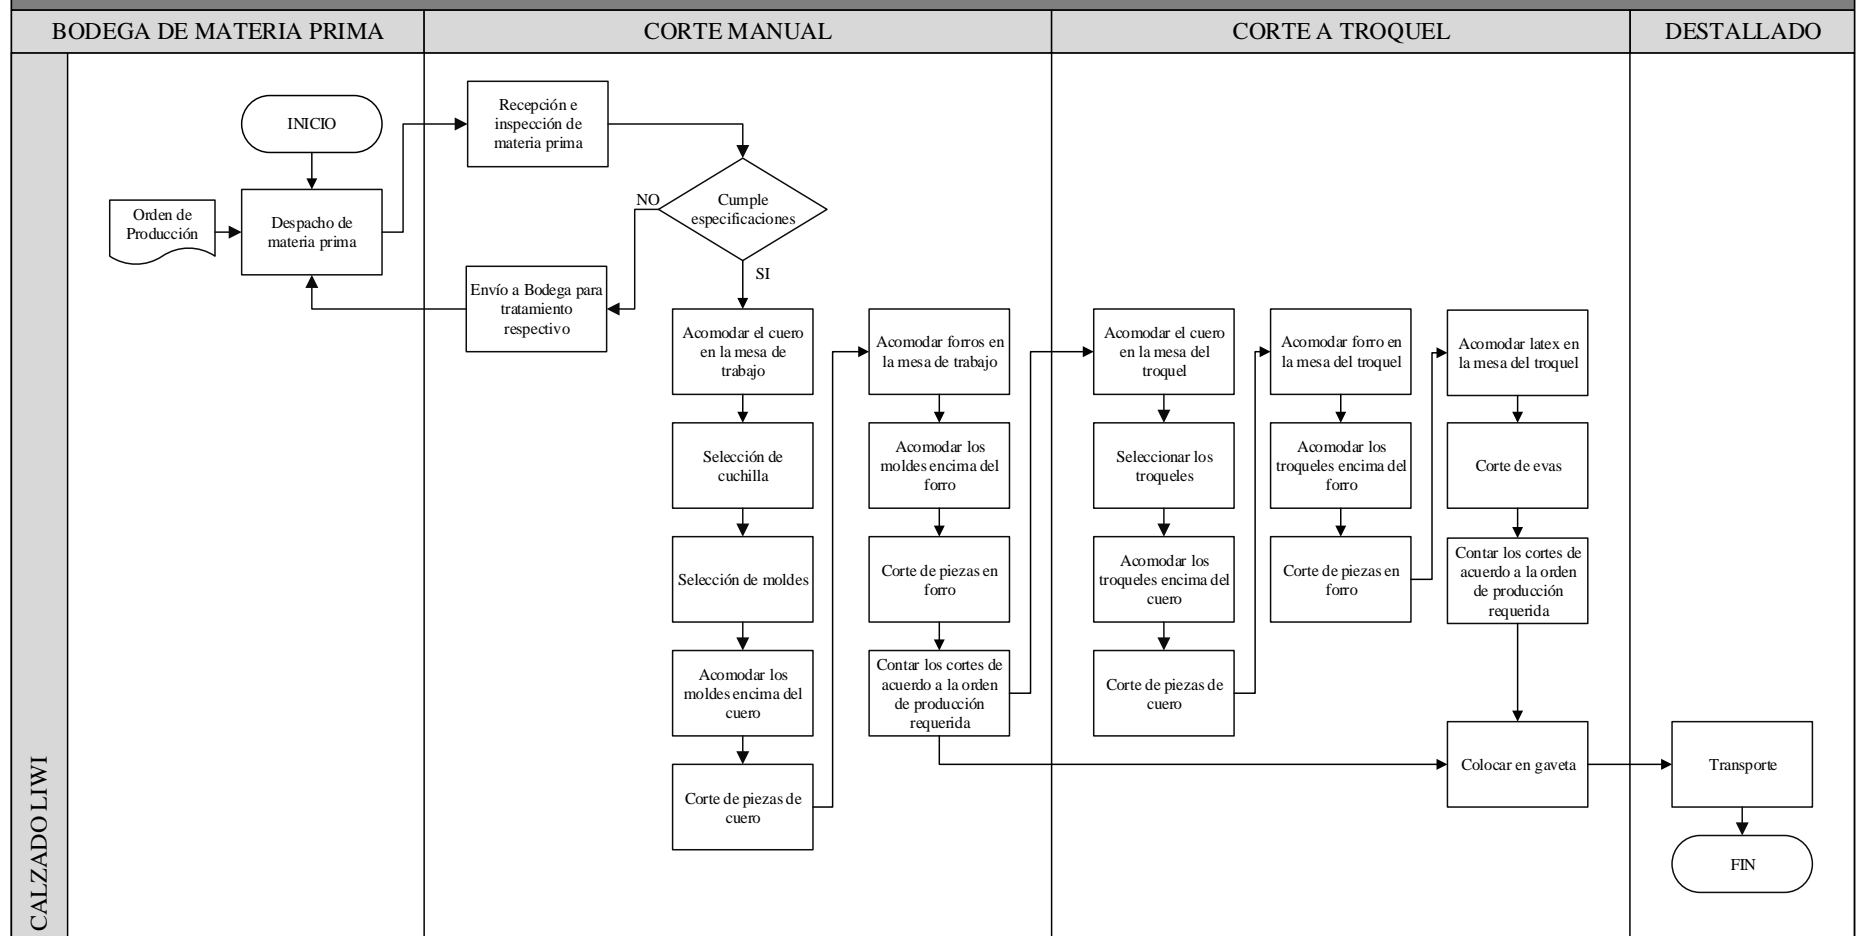 BODEGA DE MATERIA PRIMA
CORTE MANUAL
CORTE A TROQUEL
DESTALLADO
CALZADO LIWI
INICIO
Orden de
Producción
Despacho de
materia prima
Recepción e
inspección de
materia prima
Cumple
especificaciones
NO
SI
Envío a Bodega para
tratamiento
respectivo
Acomodar el cuero
en la mesa de
trabajo
Selección de
cuchilla
Selección de moldes
Acomodar los
moldes encima del
cuero
Corte de piezas de
cuero
Acomodar forros en
la mesa de trabajo
Acomodar los
moldes encima del
forro
Corte de piezas en
forro
Contar los cortes de
acuerdo a la orden
de producción
requerida
Acomodar el cuero
en la mesa del
troquel
Seleccionar los
troqueles
Acomodar los
troqueles encima del
cuero
Corte de piezas de
cuero
Acomodar forro en
la mesa del troquel
Acomodar los
troqueles encima del
forro
Corte de piezas en
forro
Acomodar latex en
la mesa del troquel
Corte de evas
Contar los cortes de
acuerdo a la orden
de producción
requerida
Colocar en gaveta
Transporte
FIN